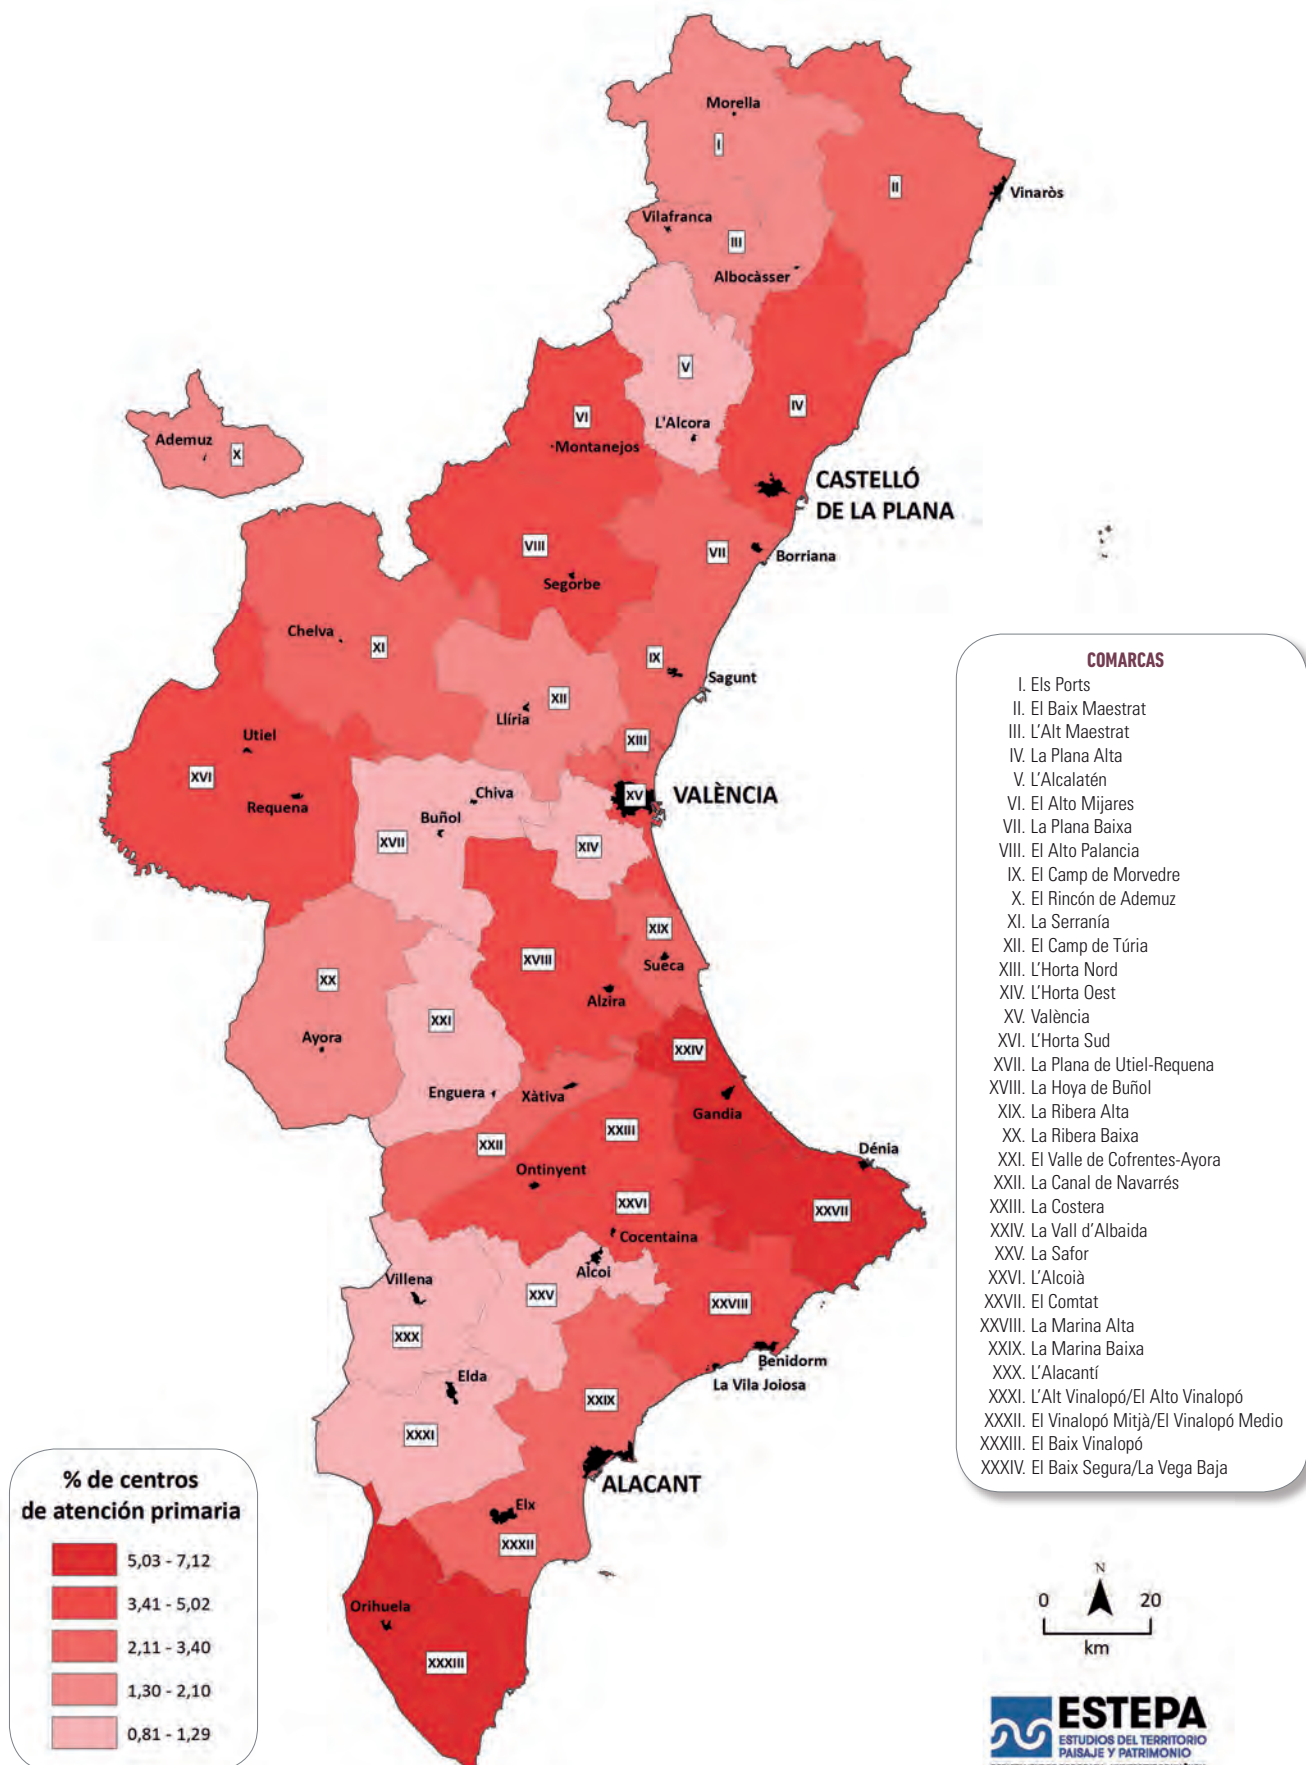 Morella
I
II
Vinaròs
Vilafranca
III
Albocàsser
V
IV
VI
L'Alcora
Montanejos
Ademuz
X
CASTELLÓ
DE LA PLANA
VIII
VII
Borriana
Segorbe
Chelva
XI
IX
Sagunt
XII
Llíria
XIII
Utiel
XVI
Requena
Chiva
XV
VALÈNCIA
Buñol
XVII
XIV
XIX
XVIII
Sueca
XX
Alzira
XXI
Ayora
XXIV
Enguera
Xàtiva
Gandia
XXIII
XXII
Dénia
Ontinyent
XXVI
XXVII
Cocentaina
Alcoi
Villena
XXV
XXVIII
XXX
Benidorm
Elda
La Vila Joiosa
XXIX
XXXI
ALACANT
Elx
XXXII
Orihuela
XXXIII
COMARCAS
I. Els Ports
II. El Baix Maestrat
III. L'Alt Maestrat
IV. La Plana Alta
V. L'Alcalatén
VI. El Alto Mijares
VII. La Plana Baixa
VIII. El Alto Palancia
IX. El Camp de Morvedre
X. El Rincón de Ademuz
XI. La Serranía
XII. El Camp de Túria
XIII. L'Horta Nord
XIV. L'Horta Oest
XV. València
XVI. L'Horta Sud
XVII. La Plana de Utiel-Requena
XVIII. La Hoya de Buñol
XIX. La Ribera Alta
XX. La Ribera Baixa
XXI. El Valle de Cofrentes-Ayora
XXII. La Canal de Navarrés
XXIII. La Costera
XXIV. La Vall d'Albaida
XXV. La Safor
XXVI. L'Alcoià
XXVII. El Comtat
XXVIII. La Marina Alta
XXIX. La Marina Baixa
XXX. L'Alacantí
XXXI. L'Alt Vinalopó/El Alto Vinalopó
XXXII. El Vinalopó Mitjà/El Vinalopó Medio
XXXIII. El Baix Vinalopó
XXXIV. El Baix Segura/La Vega Baja
% de centros
de atención primaria
5,03 - 7,12
3,41 - 5,02
2,11 - 3,40
1,30 - 2,10
0,81 - 1,29
N
0 20
km
ESTEPA
ESTUDIOS DEL TERRITORIO
PAISAJE Y PATRIMONIO